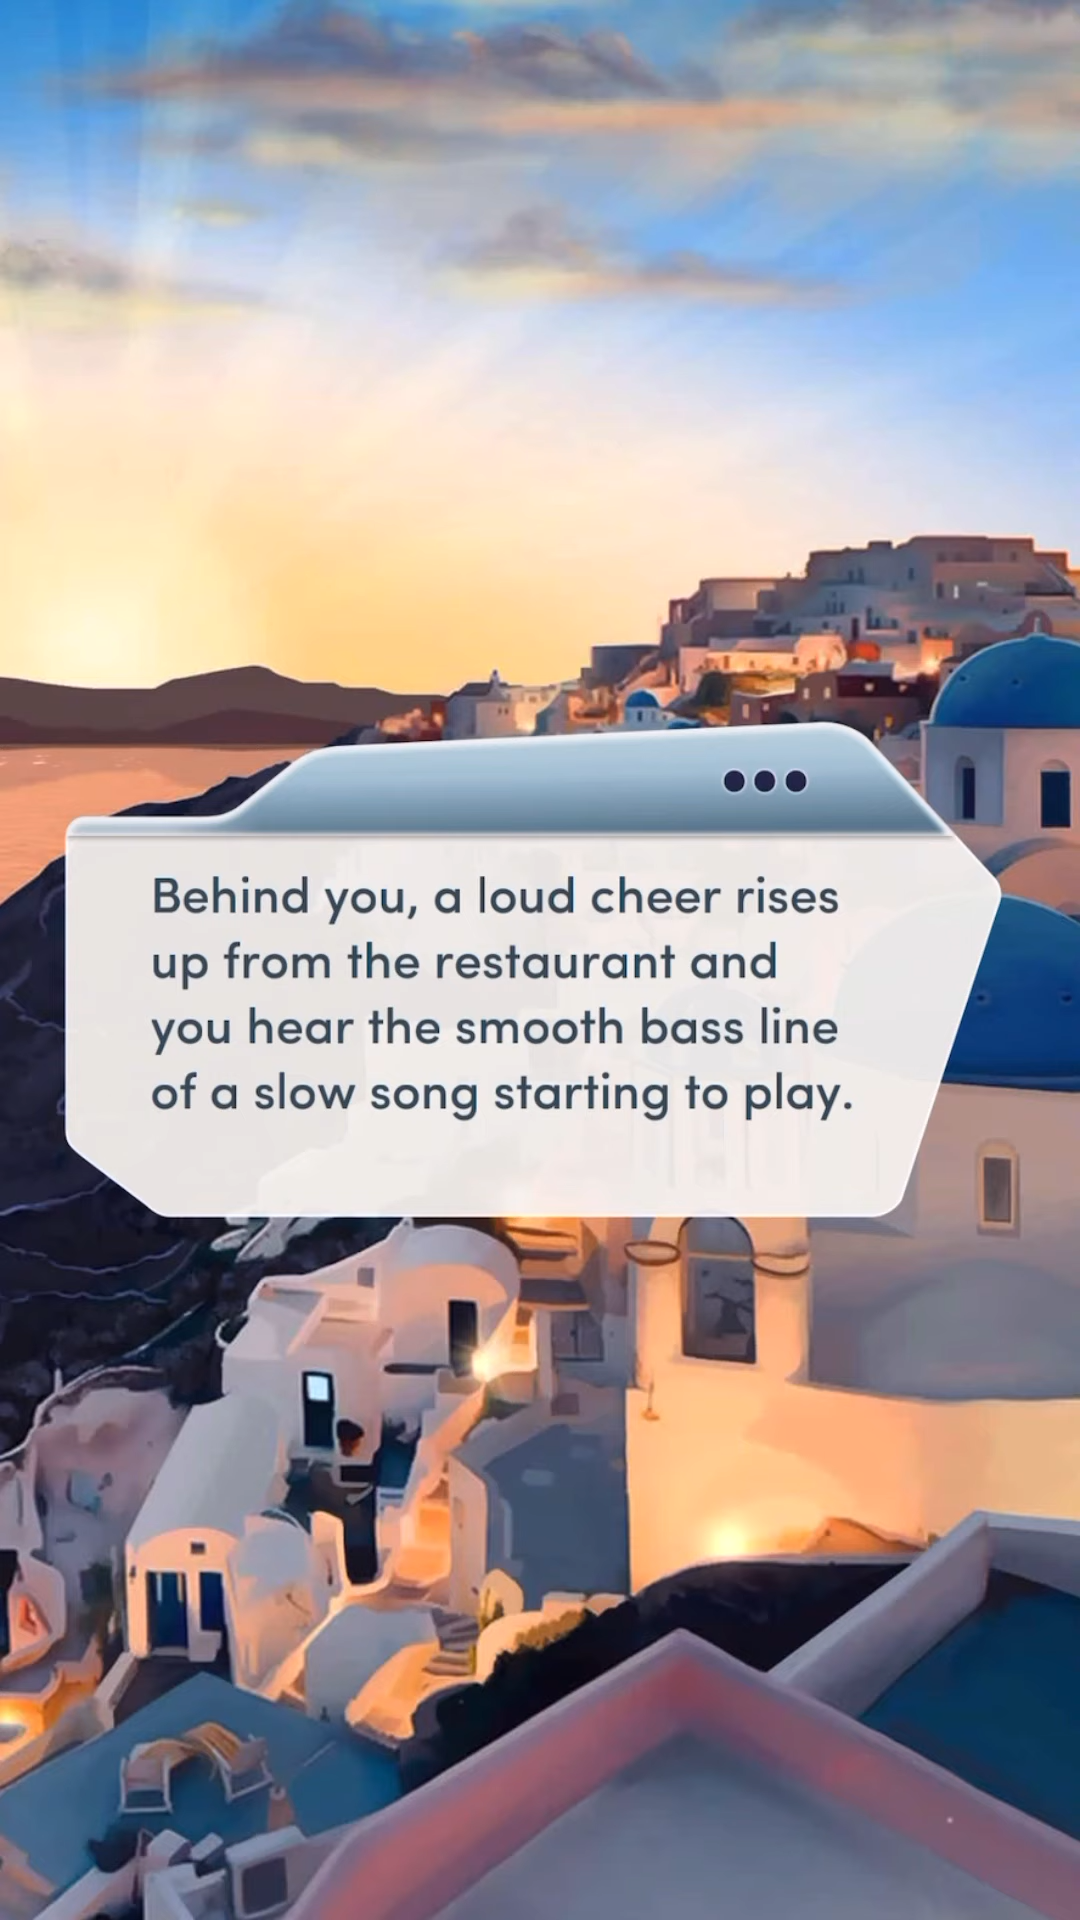 Behind you, a loud cheer rises
up from the restaurant and
you hear the smooth bass line
of a slow song starting to play.